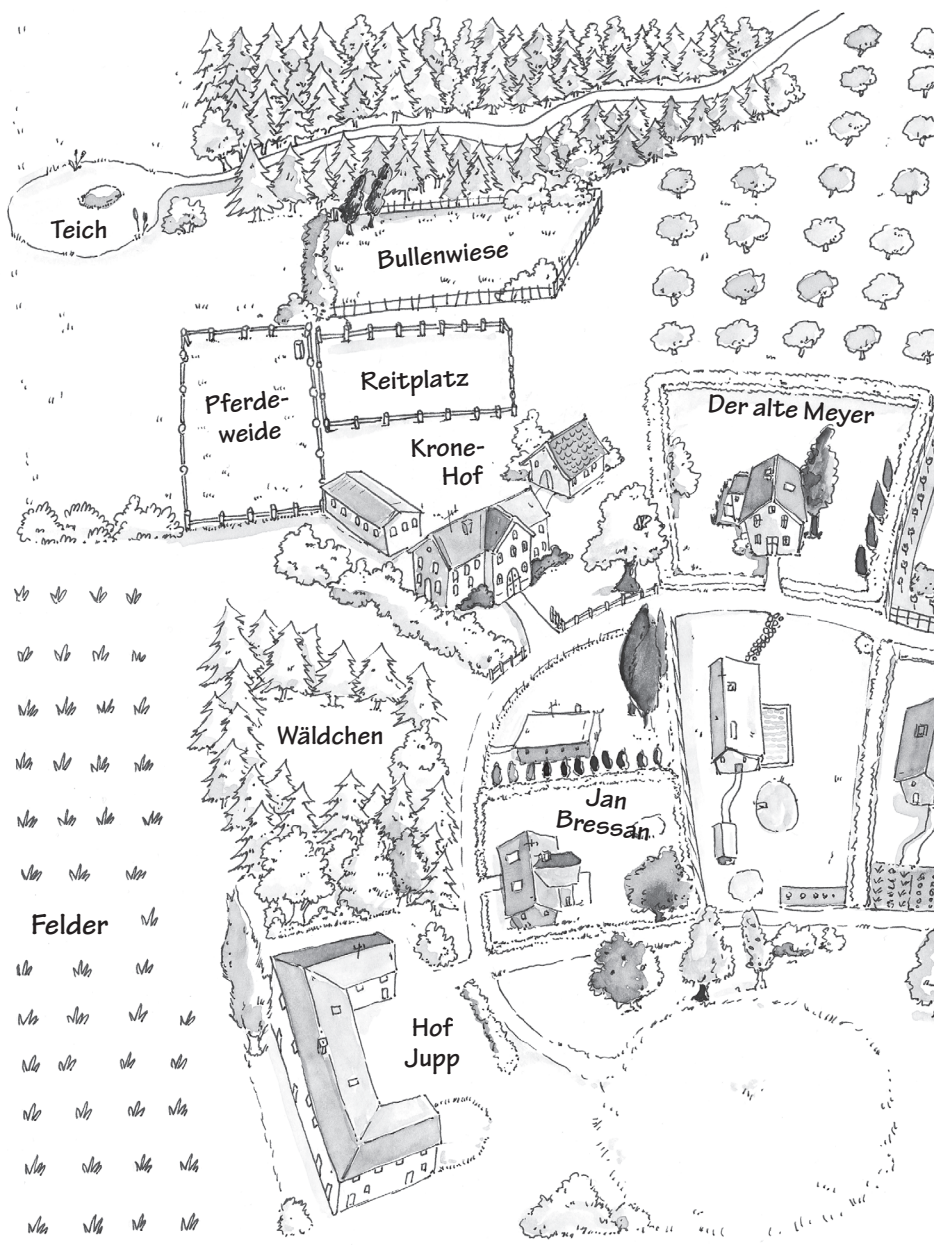 Teich
Bullenwiese
Pferde-
weide
Reitplatz
Krone-
Hof
Der alte Meyer
Wäldchen
Jan
Bressan
Felder
Hof
Jupp